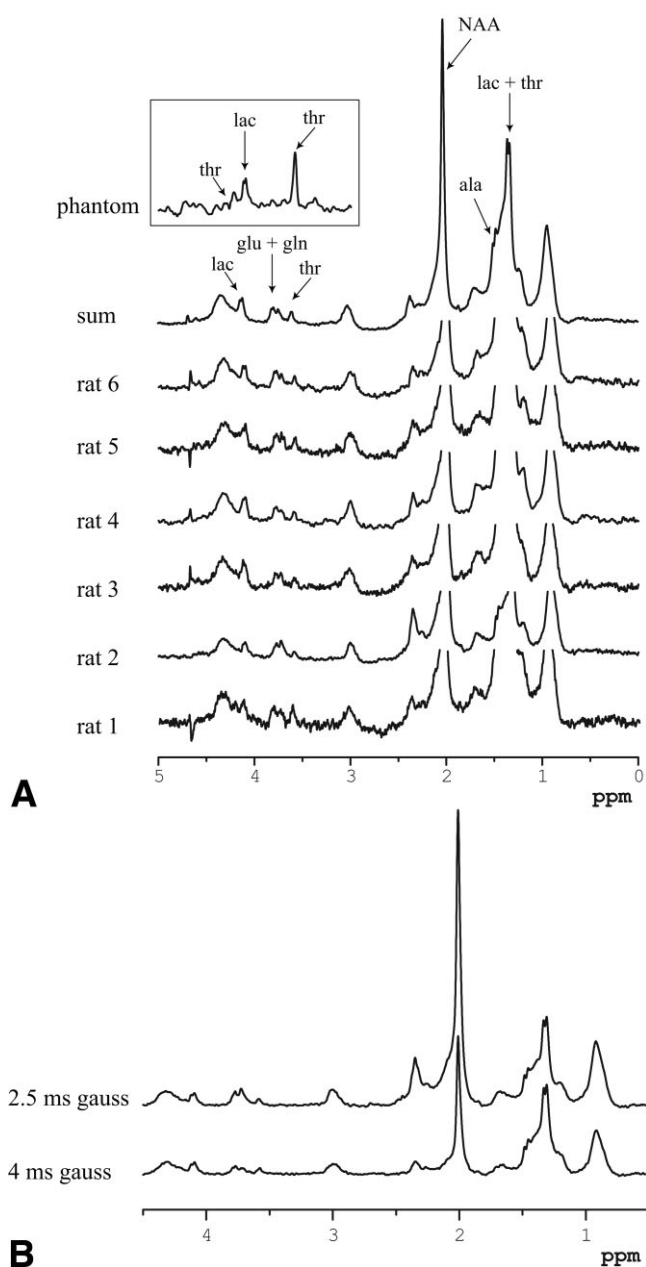 NAA
lac + thr
lac
thr
thr
ala
phantom
glu + gln
lac
thr
sum
rat 6
rat 5
rat 4
rat 3
rat 2
rat 1
5 4 3 2 1 0
ppm
A
2.5 ms gauss
4 ms gauss
4 3 2 1
ppm
B